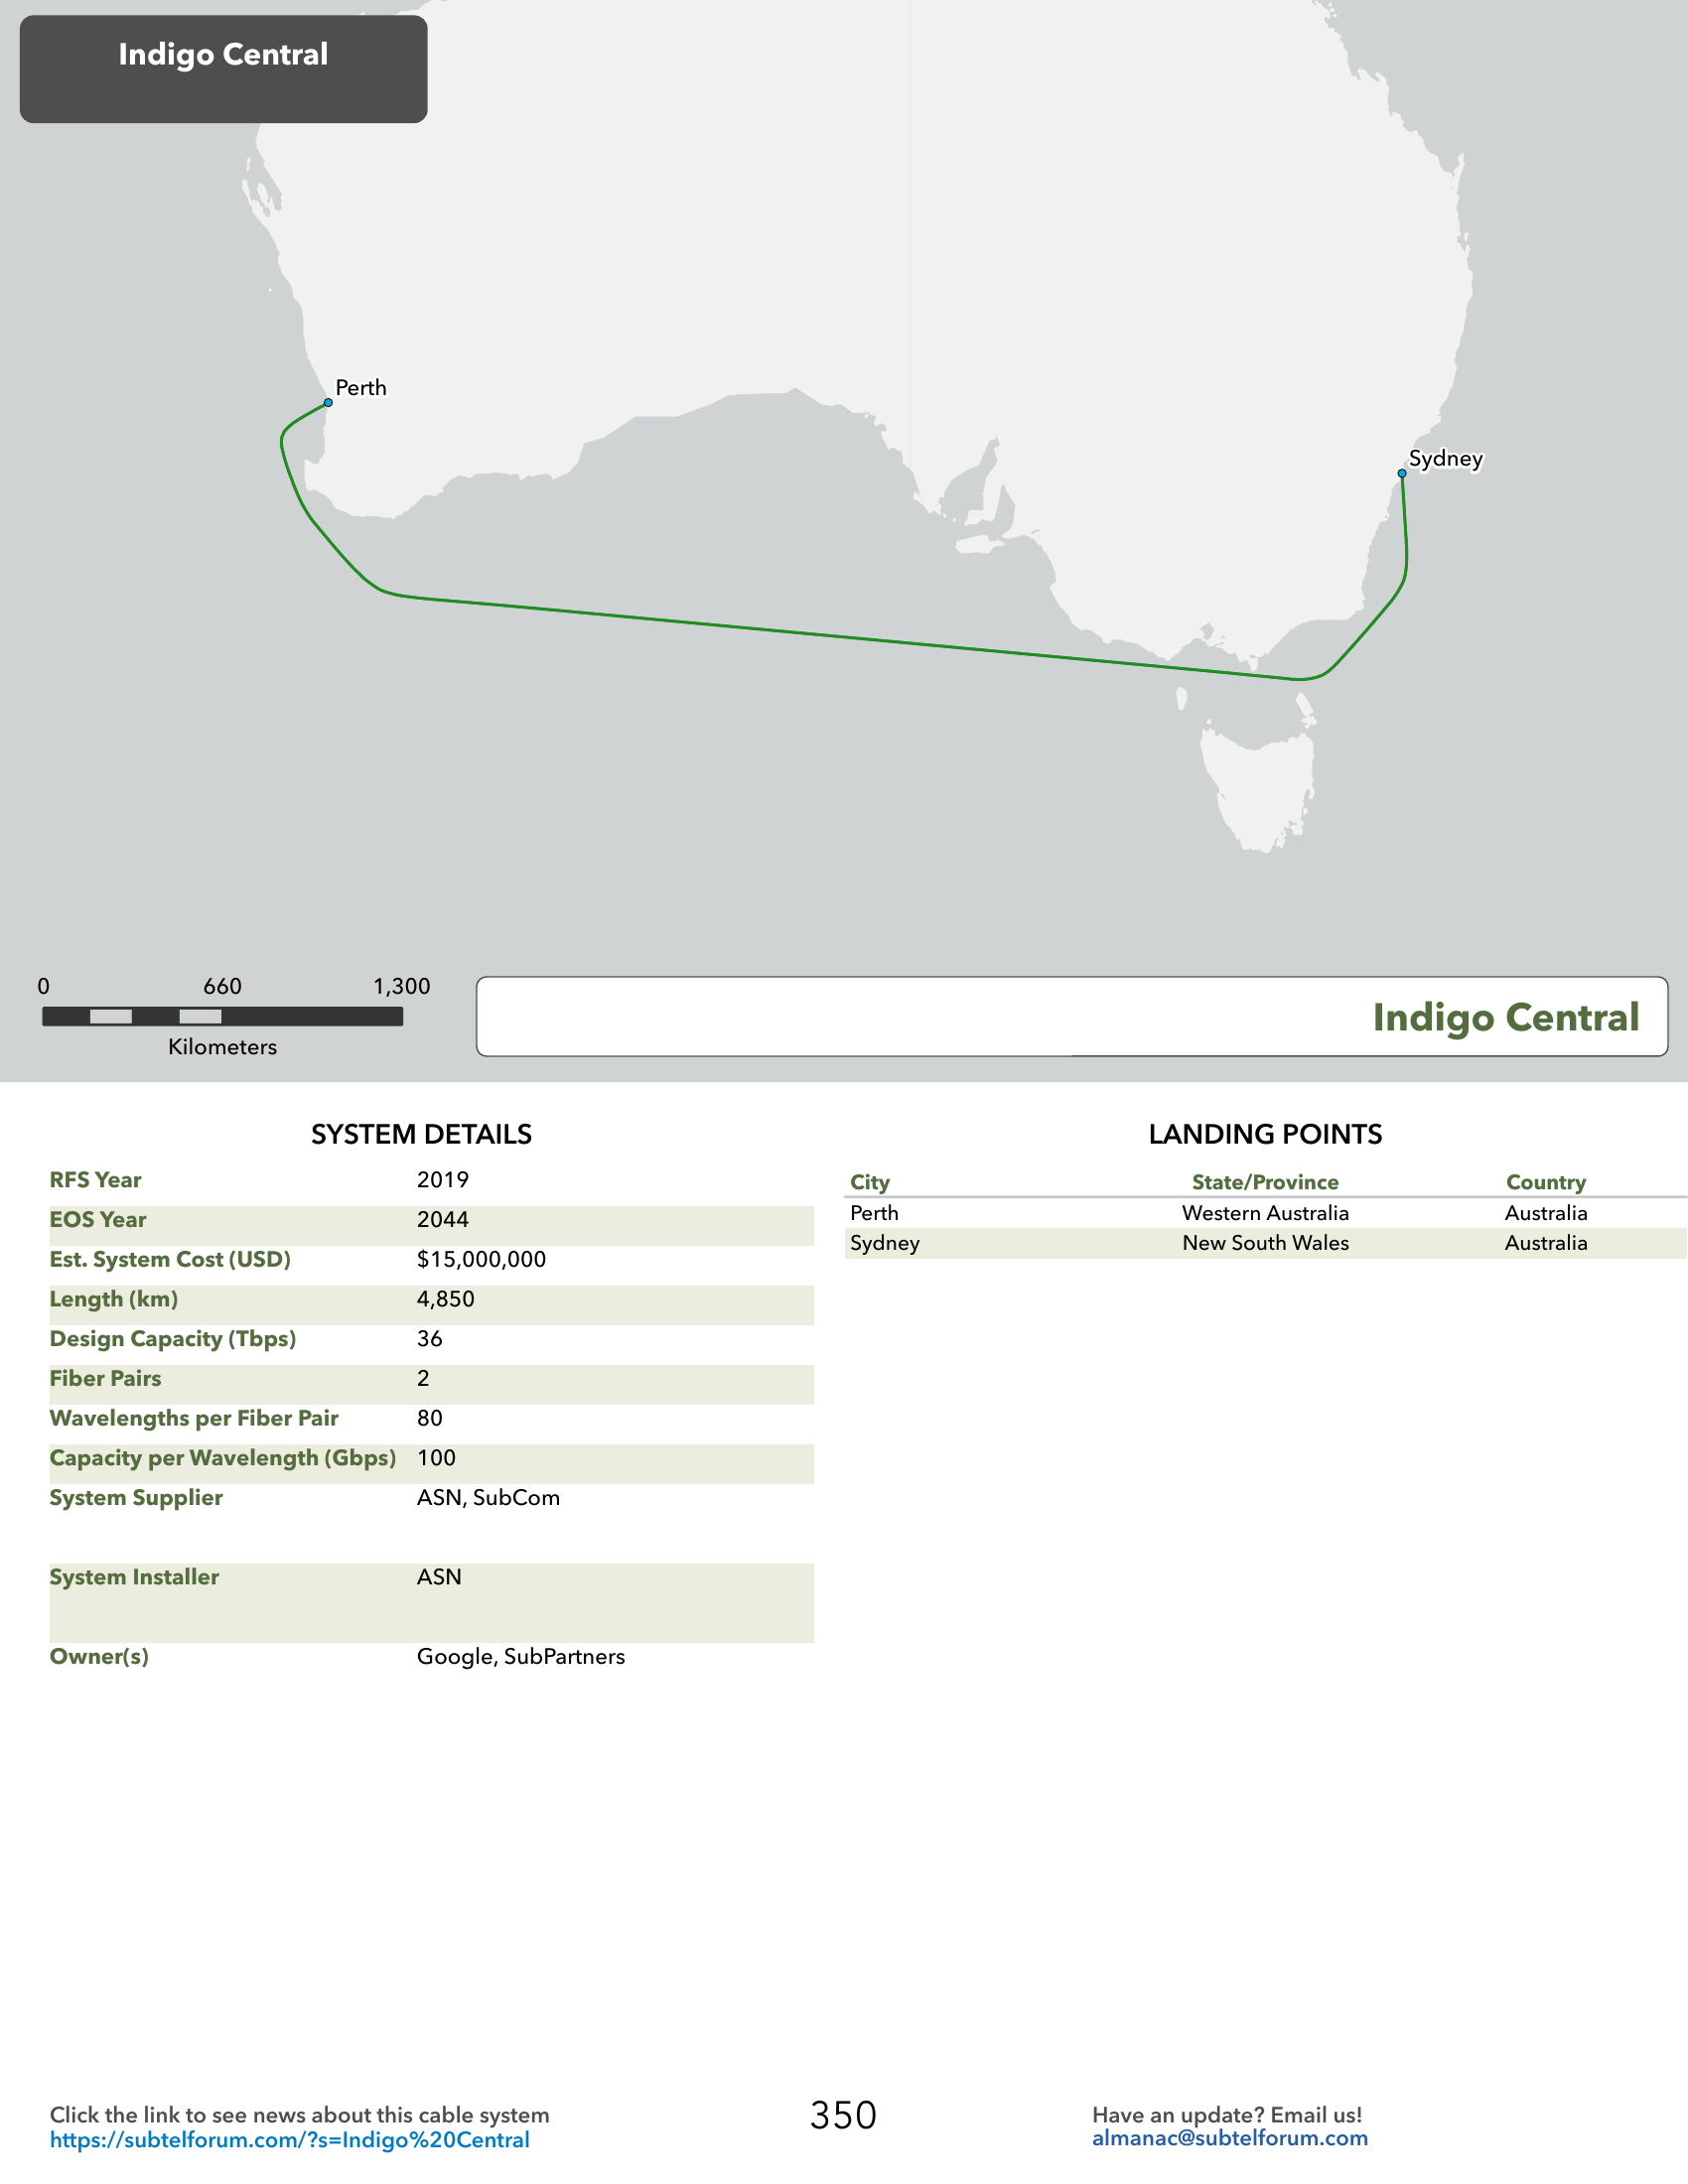 Indigo Central
Perth
Sydney
0 660 1,300
Kilometers
Indigo Central
SYSTEM DETAILS
RFS Year 2019
EOS Year 2044
Est. System Cost (USD) $15,000,000
Length (km) 4,850
Design Capacity (Tbps) 36
Fiber Pairs 2
Wavelengths per Fiber Pair 80
Capacity per Wavelength (Gbps) 100
System Supplier ASN, SubCom
System Installer ASN
Owner(s) Google, SubPartners
LANDING POINTS
City State/Province Country
Perth Western Australia Australia
Sydney New South Wales Australia
Click the link to see news about this cable system
https://subtelforum.com/?s=Indigo%20Central
350
Have an update? Email us!
almanac@subtelforum.com